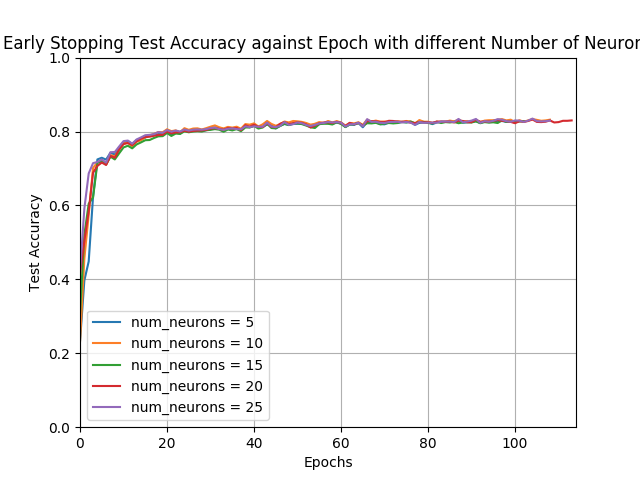 Early Stopping Test Accuracy against Epoch with different Number of Neuron
1.0
0.8
0.6
0.4
0.2
0.0
Test Accuracy
num_neurons = 5
num_neurons = 10
num_neurons = 15
num_neurons = 20
num_neurons = 25
0 20 40 60 80 100
Epochs